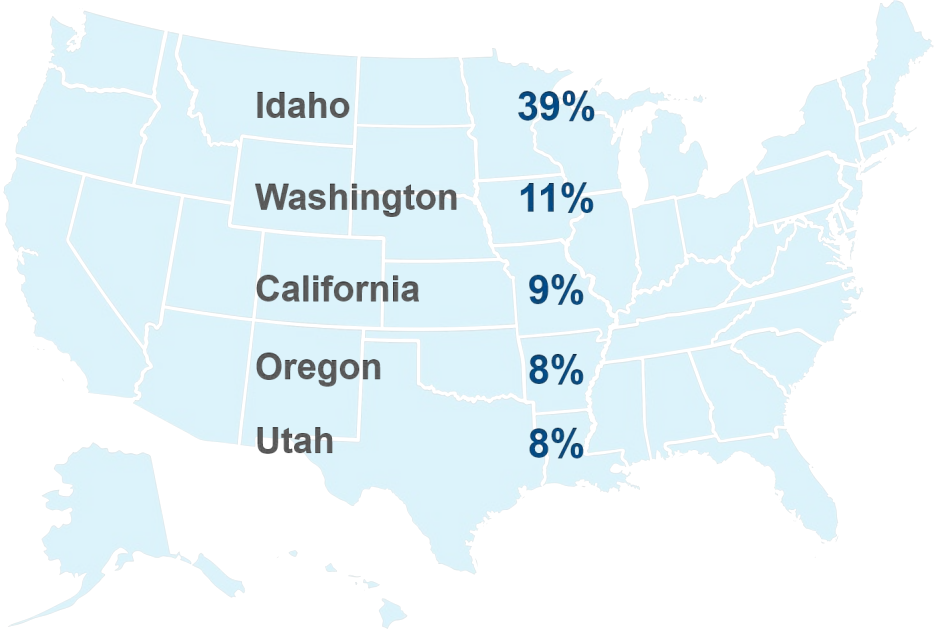 Idaho 39%
Washington 11%
California 9%
Oregon 8%
Utah 8%